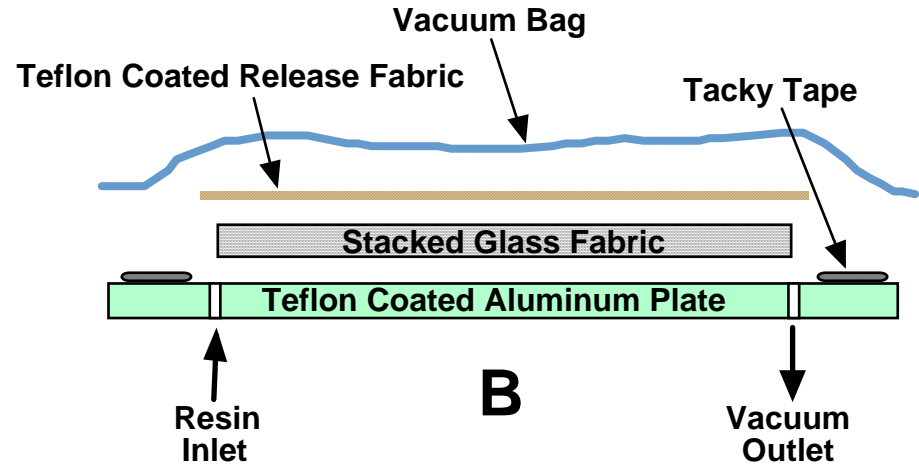 Vacuum Bag
Teflon Coated Release Fabric
Tacky Tape
Stacked Glass Fabric
Teflon Coated Aluminum Plate
B
Resin
Inlet
Vacuum
Outlet